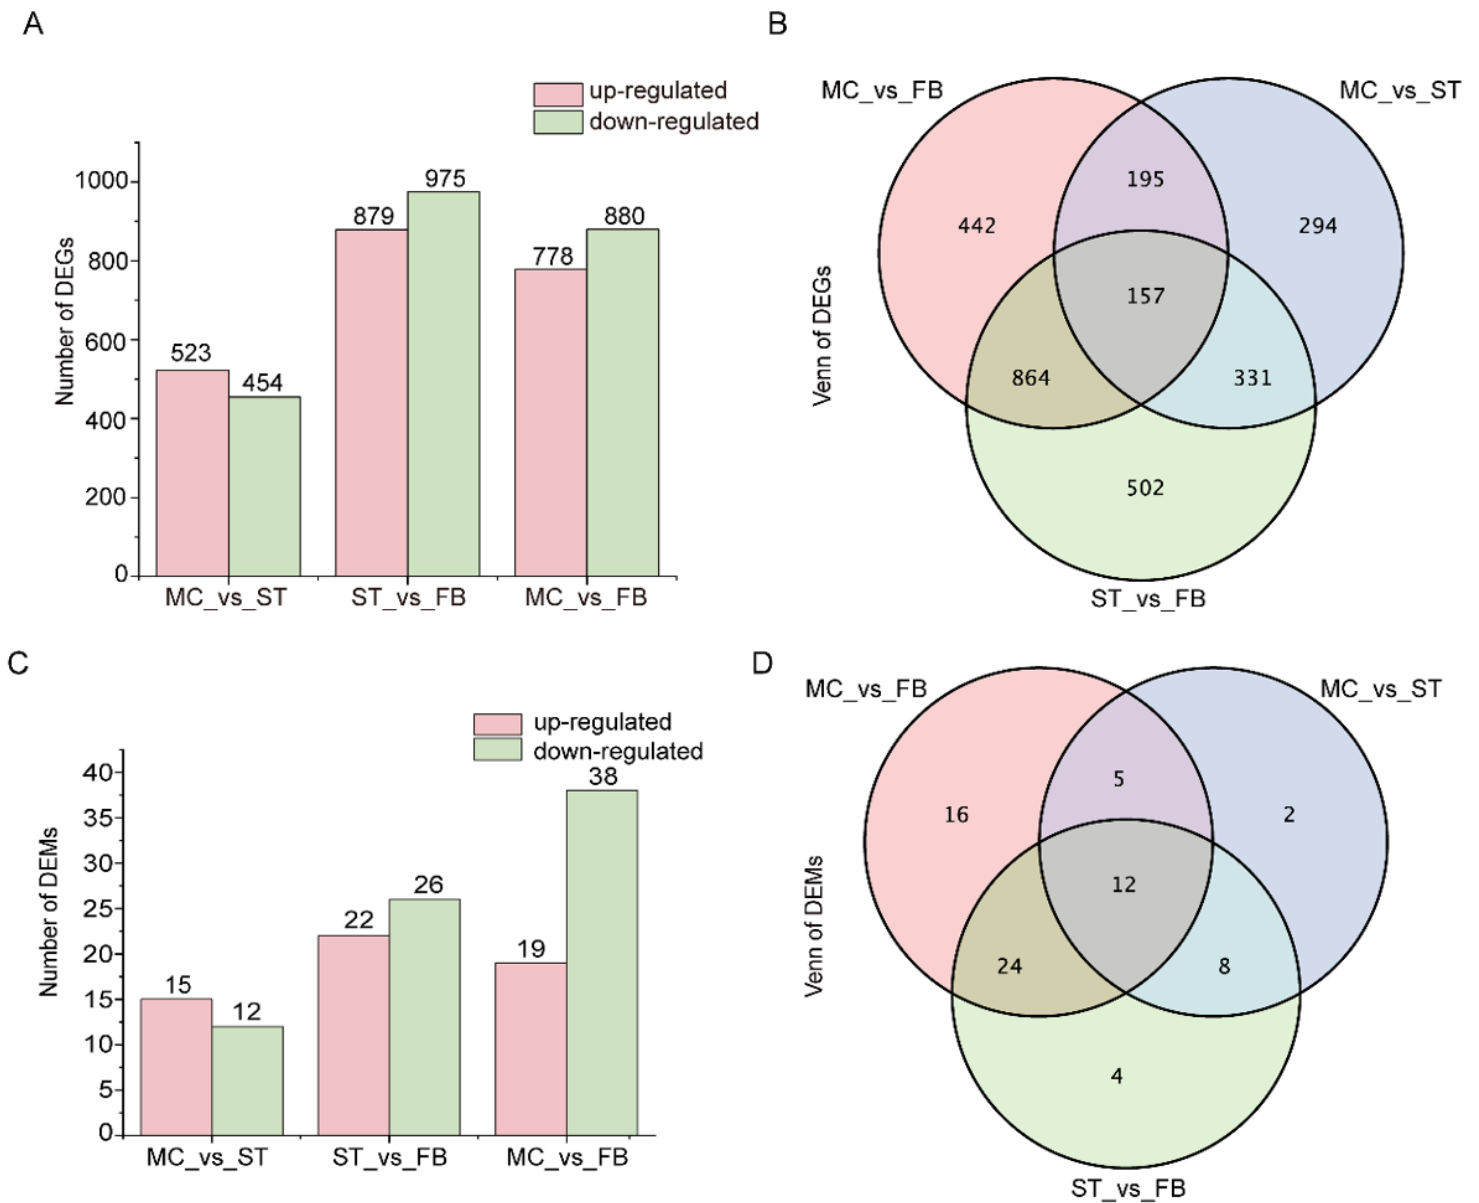 A
up-regulated
down-regulated
Number of DEGs
1000
800
600
400
200
0
523
454
879
975
778
880
MC_vs_ST
ST_vs_FB
MC_vs_FB
B
MC_vs_FB
MC_vs_ST
Venn of DEGs
195
442
294
157
864
331
502
ST_vs_FB
C
up-regulated
down-regulated
Number of DEMs
40
35
30
25
20
15
10
5
0
15
12
22
26
19
38
MC_vs_ST
ST_vs_FB
MC_vs_FB
D
MC_vs_FB
MC_vs_ST
Venn of DEMs
5
16
2
12
24
8
4
ST_vs_FB